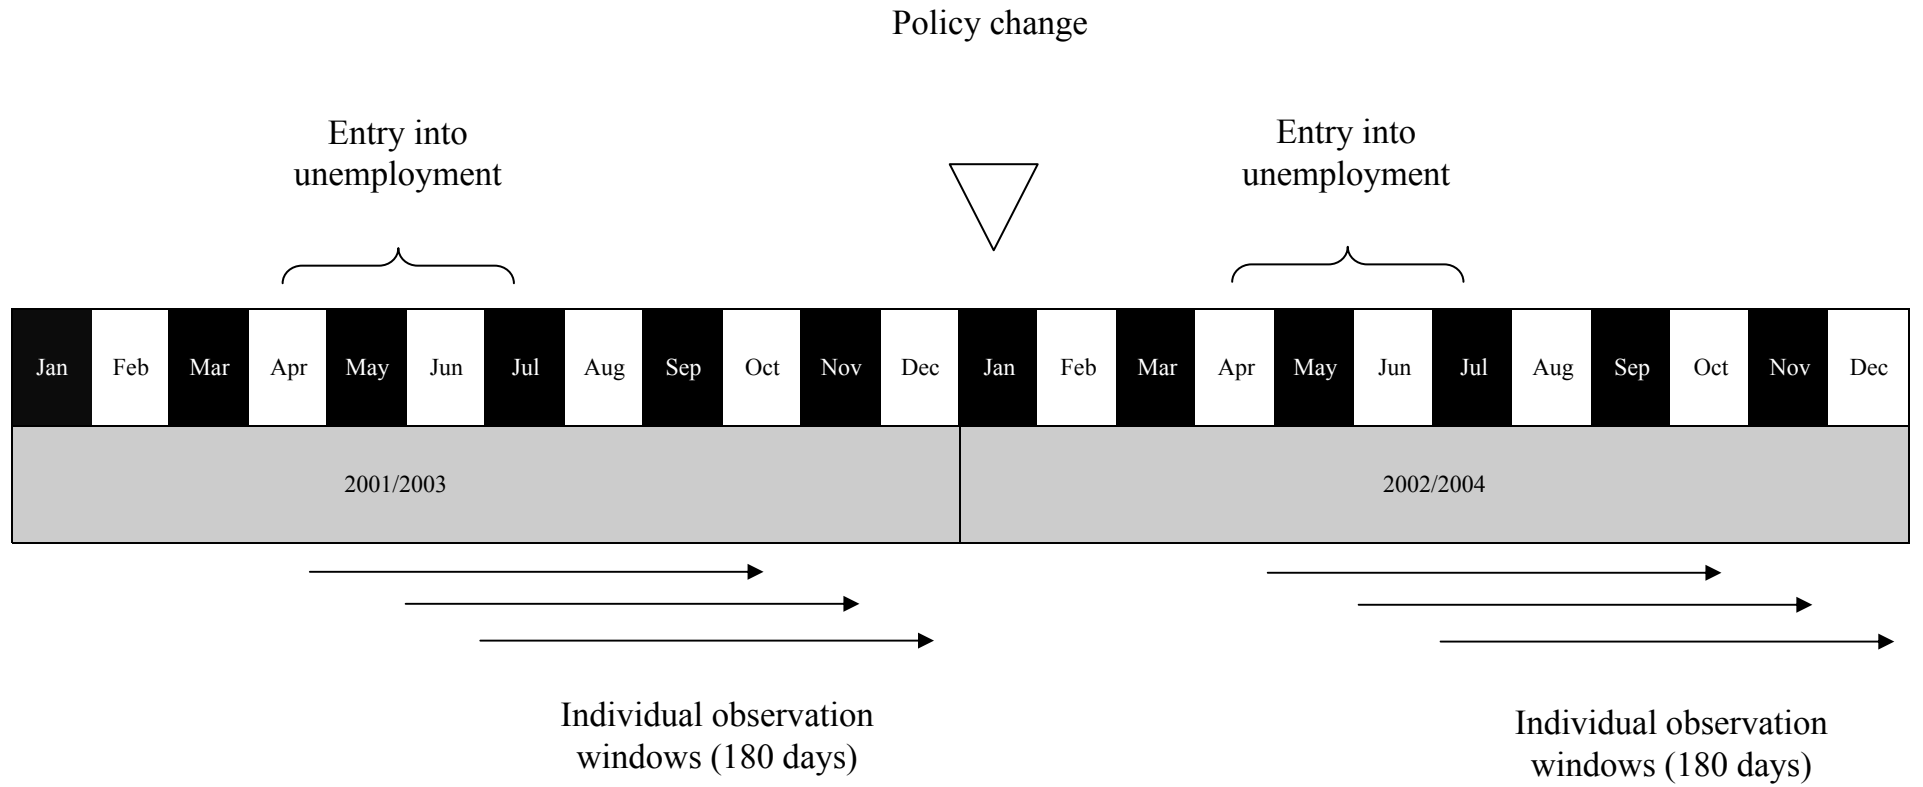 Policy change
Entry into
unemployment
Entry into
unemployment
Jan Feb Mar Apr May Jun Jul Aug Sep Oct Nov Dec Jan Feb Mar Apr May Jun Jul Aug Sep Oct Nov Dec
2001/2003 2002/2004
Individual observation
windows (180 days)
Individual observation
windows (180 days)